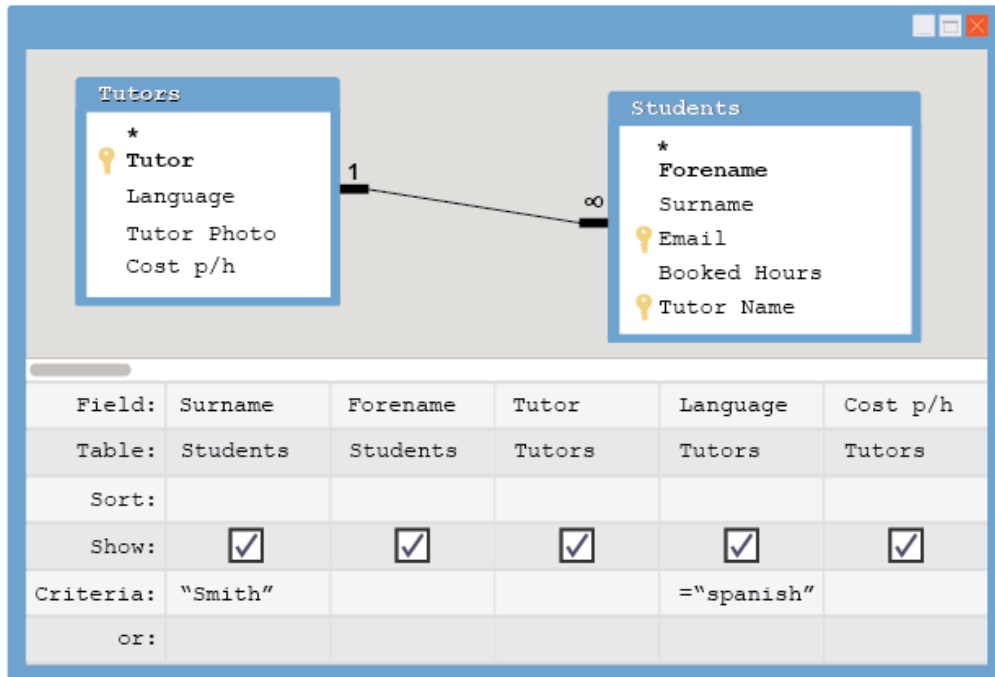 Tutors
*
Tutor
Language
Tutor Photo
Cost p/h
1
∞
Students
*
Forename
Surname
Email
Booked Hours
Tutor Name
Field: Surname Forename Tutor Language Cost p/h
Table: Students Students Tutors Tutors Tutors
Sort:
Show:
Criteria: “Smith” =“spanish”
or: